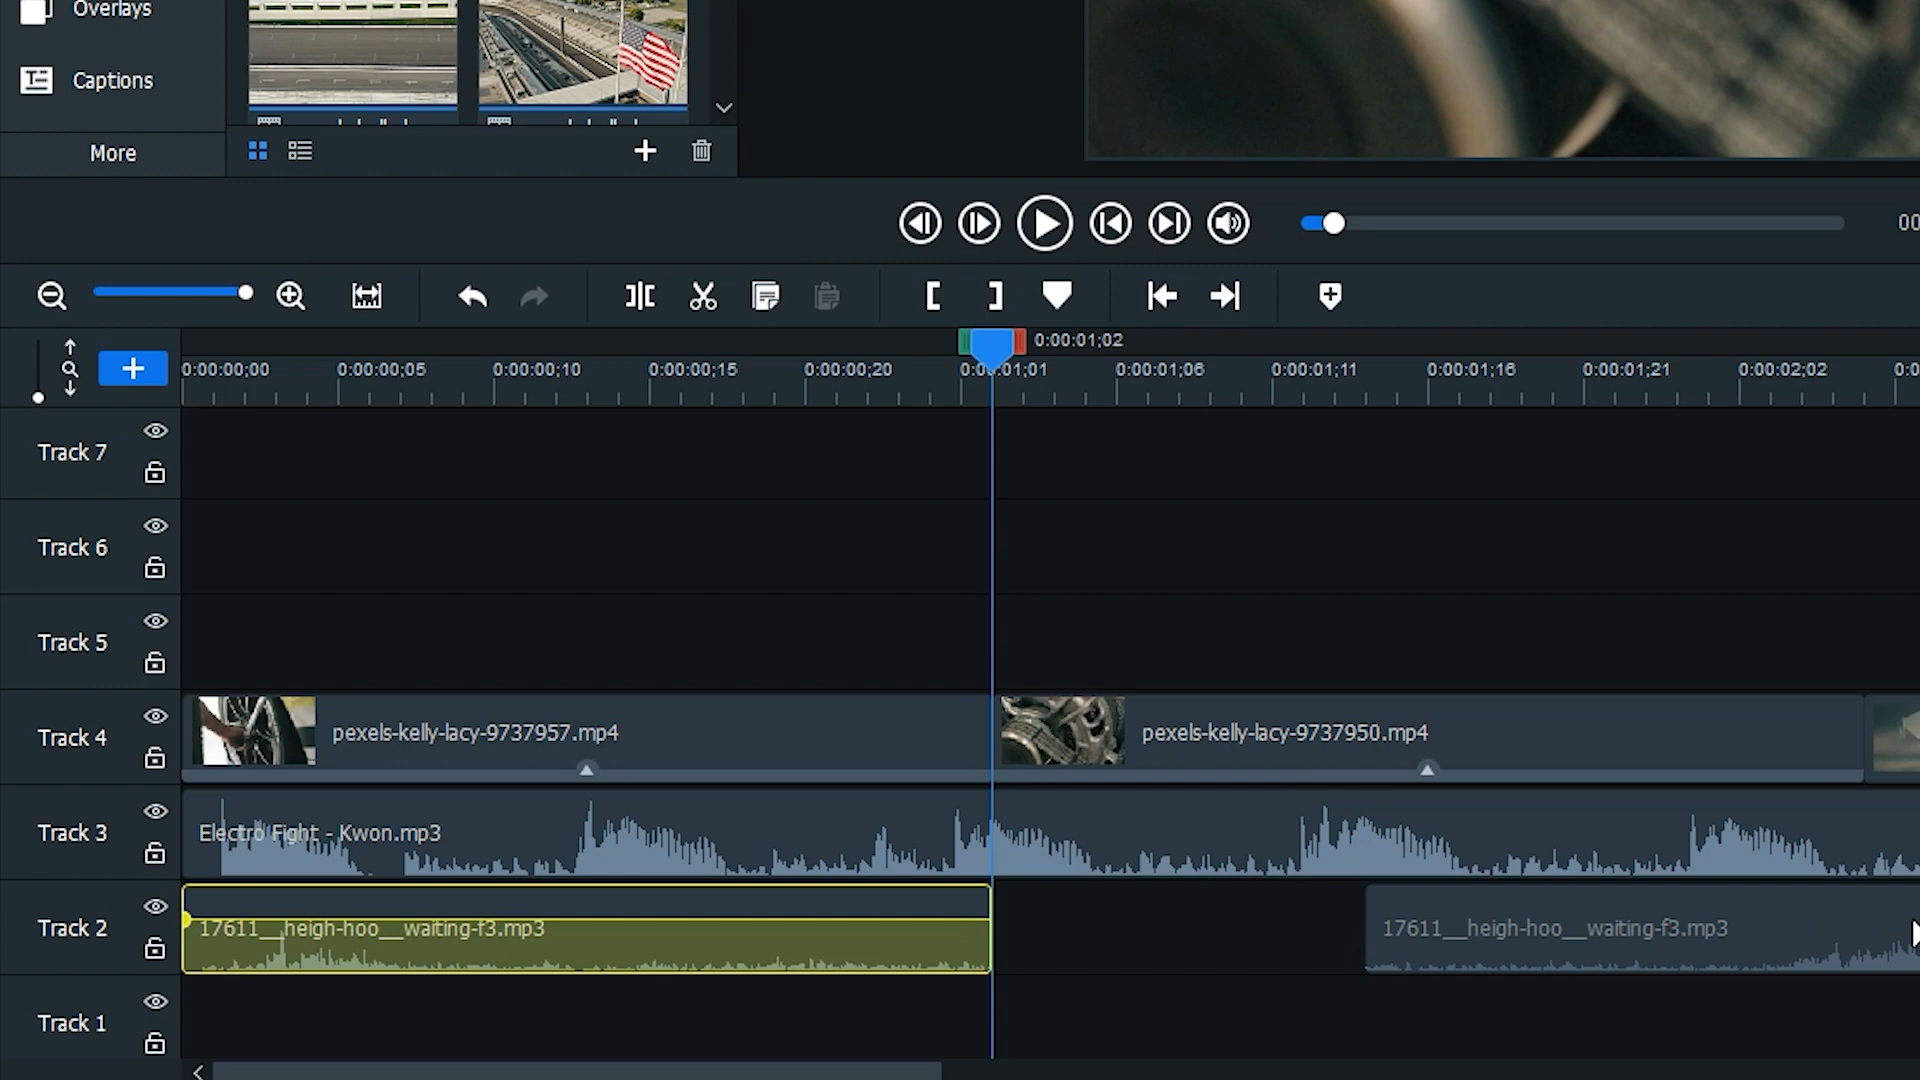 Overlays
Captions
More
00
0:00:01;02
0:00:00;00 0:00:00;05 0:00:00;10 0:00:00;15 0:00:00;20 0:00:01;01 0:00:01;06 0:00:01;11 0:00:01;16 0:00:01;21 0:00:02;02 0:0
Track 7
Track 6
Track 5
Track 4
pexels-kelly-lacy-9737957.mp4
pexels-kelly-lacy-9737950.mp4
Track 3
Electro Fight - Kwon.mp3
Track 2
17611__heigh-hoo__waiting-f3.mp3
17611__heigh-hoo__waiting-f3.mp3
Track 1